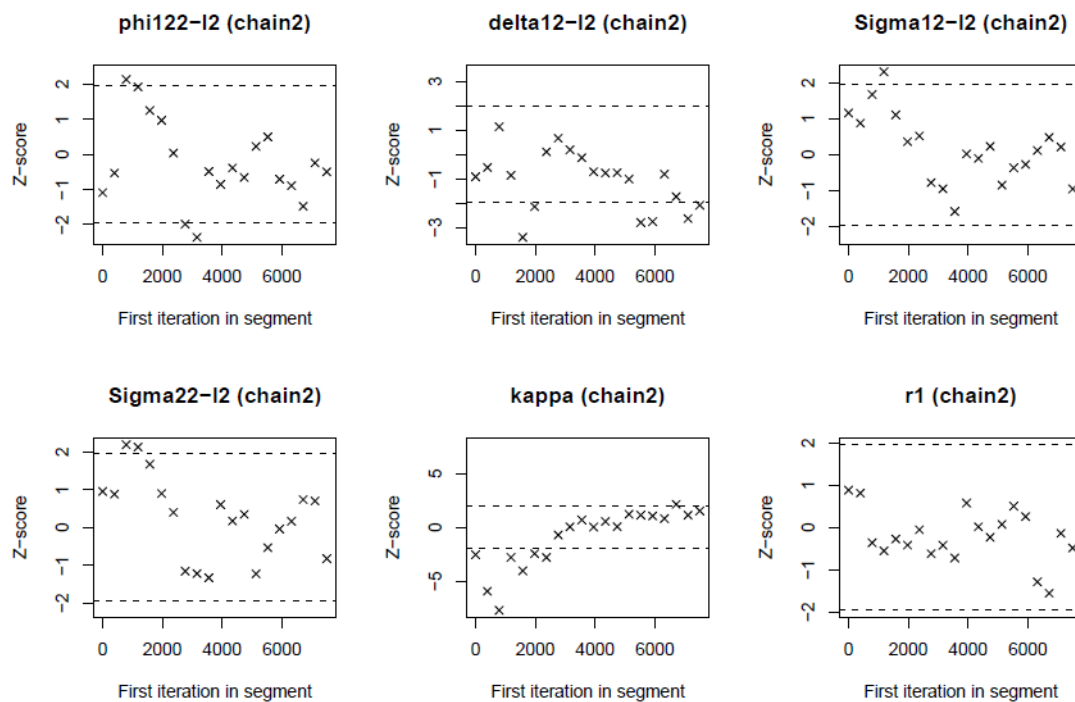 phi122−l2 (chain2)
Z−score
2
1
0
−1
−2
0 2000 4000 6000
First iteration in segment
delta12−l2 (chain2)
Z−score
3
1
−1
−3
0 2000 4000 6000
First iteration in segment
Sigma12−l2 (chain2)
Z−score
2
1
0
−1
−2
0 2000 4000 6000
First iteration in segment
Sigma22−l2 (chain2)
Z−score
2
1
0
−1
−2
0 2000 4000 6000
First iteration in segment
kappa (chain2)
Z−score
5
0
−5
0 2000 4000 6000
First iteration in segment
r1 (chain2)
Z−score
2
1
0
−1
−2
0 2000 4000 6000
First iteration in segment